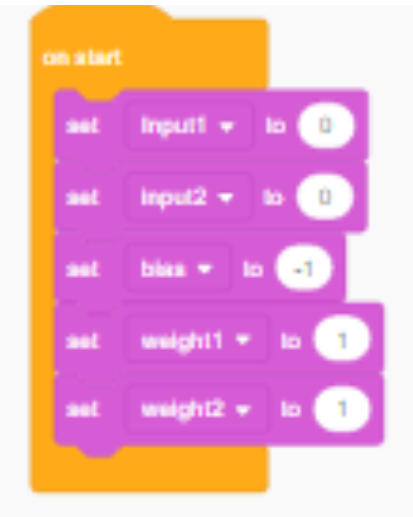 on start
set input1 to 0
set input2 to 0
set bias to -1
set weight1 to 1
set weight2 to 1